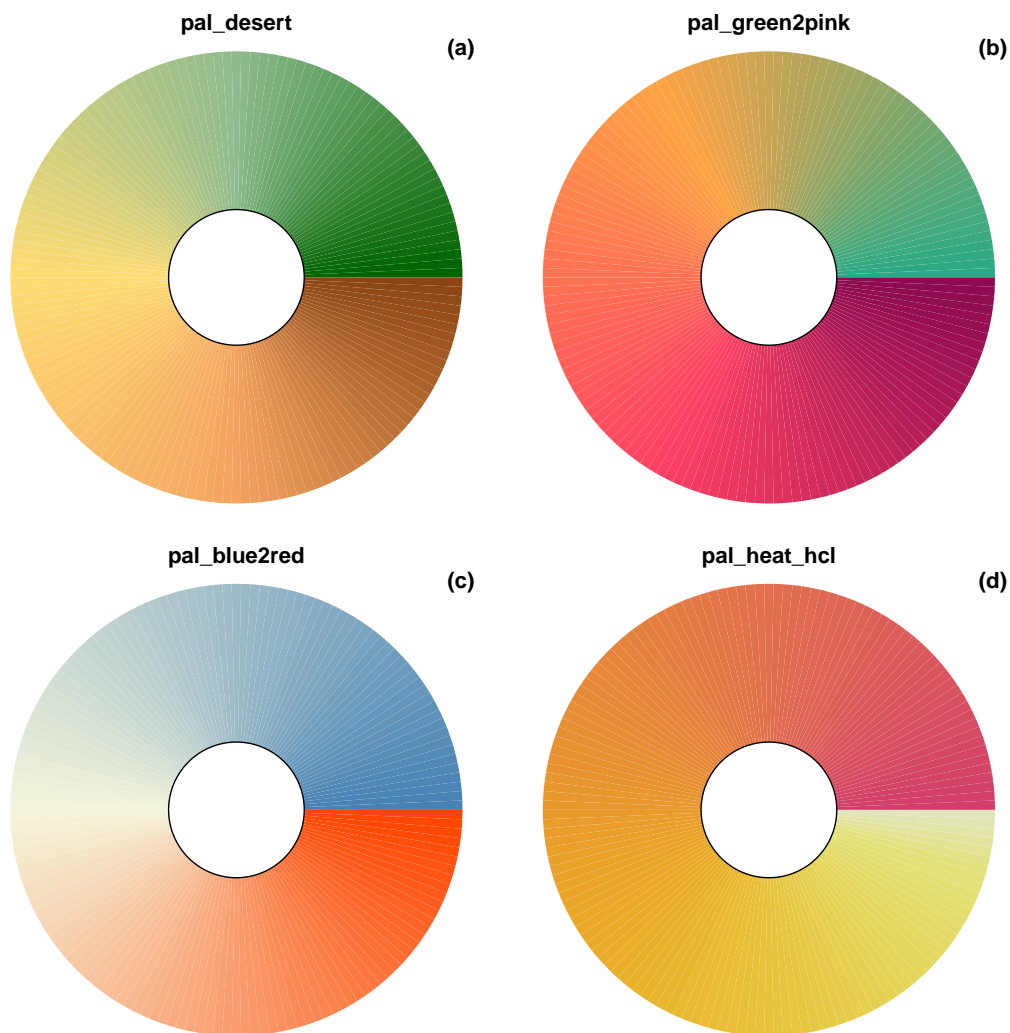 pal_desert
(a)
pal_green2pink
(b)
pal_blue2red
(c)
pal_heat_hcl
(d)